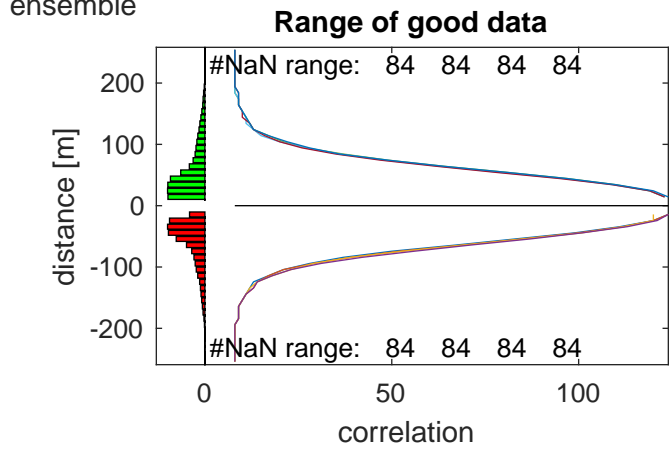 ensemble
Range of good data
#NaN range: 84 84 84 84
200
100
0
-100
-200
distance [m]
#NaN range: 84 84 84 84
0 50 100
correlation